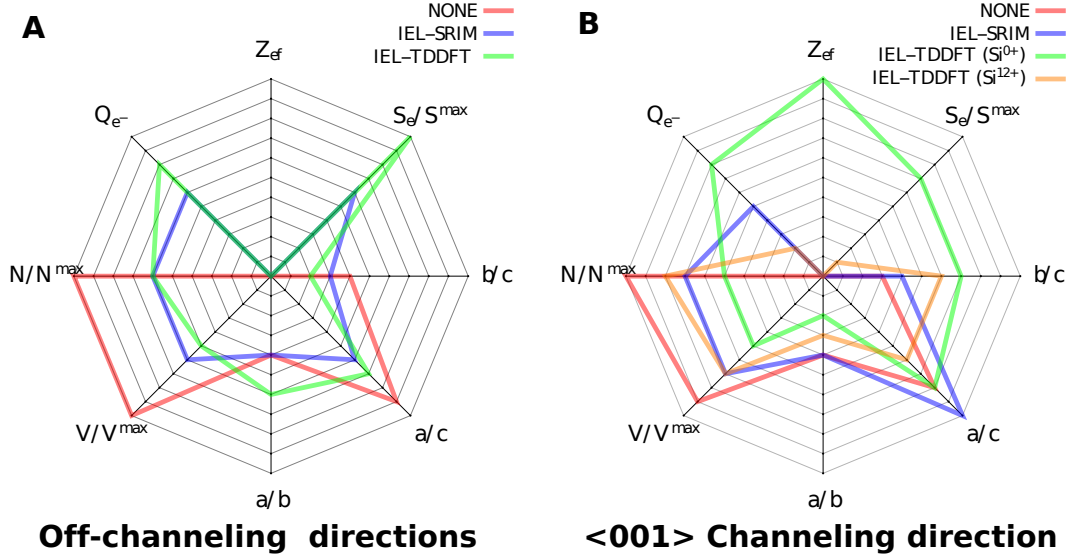 A
NONE
IEL–SRIM
IEL–TDDFT
Z_ef
Q_e–
S_e/S^max
N/N^max
b/c
V/V^max
a/c
a/b
Off-channeling directions
B
NONE
IEL–SRIM
IEL–TDDFT (Si^0+)
IEL–TDDFT (Si^12+)
Z_ef
Q_e–
S_e/S^max
N/N^max
b/c
V/V^max
a/c
a/b
<001> Channeling direction